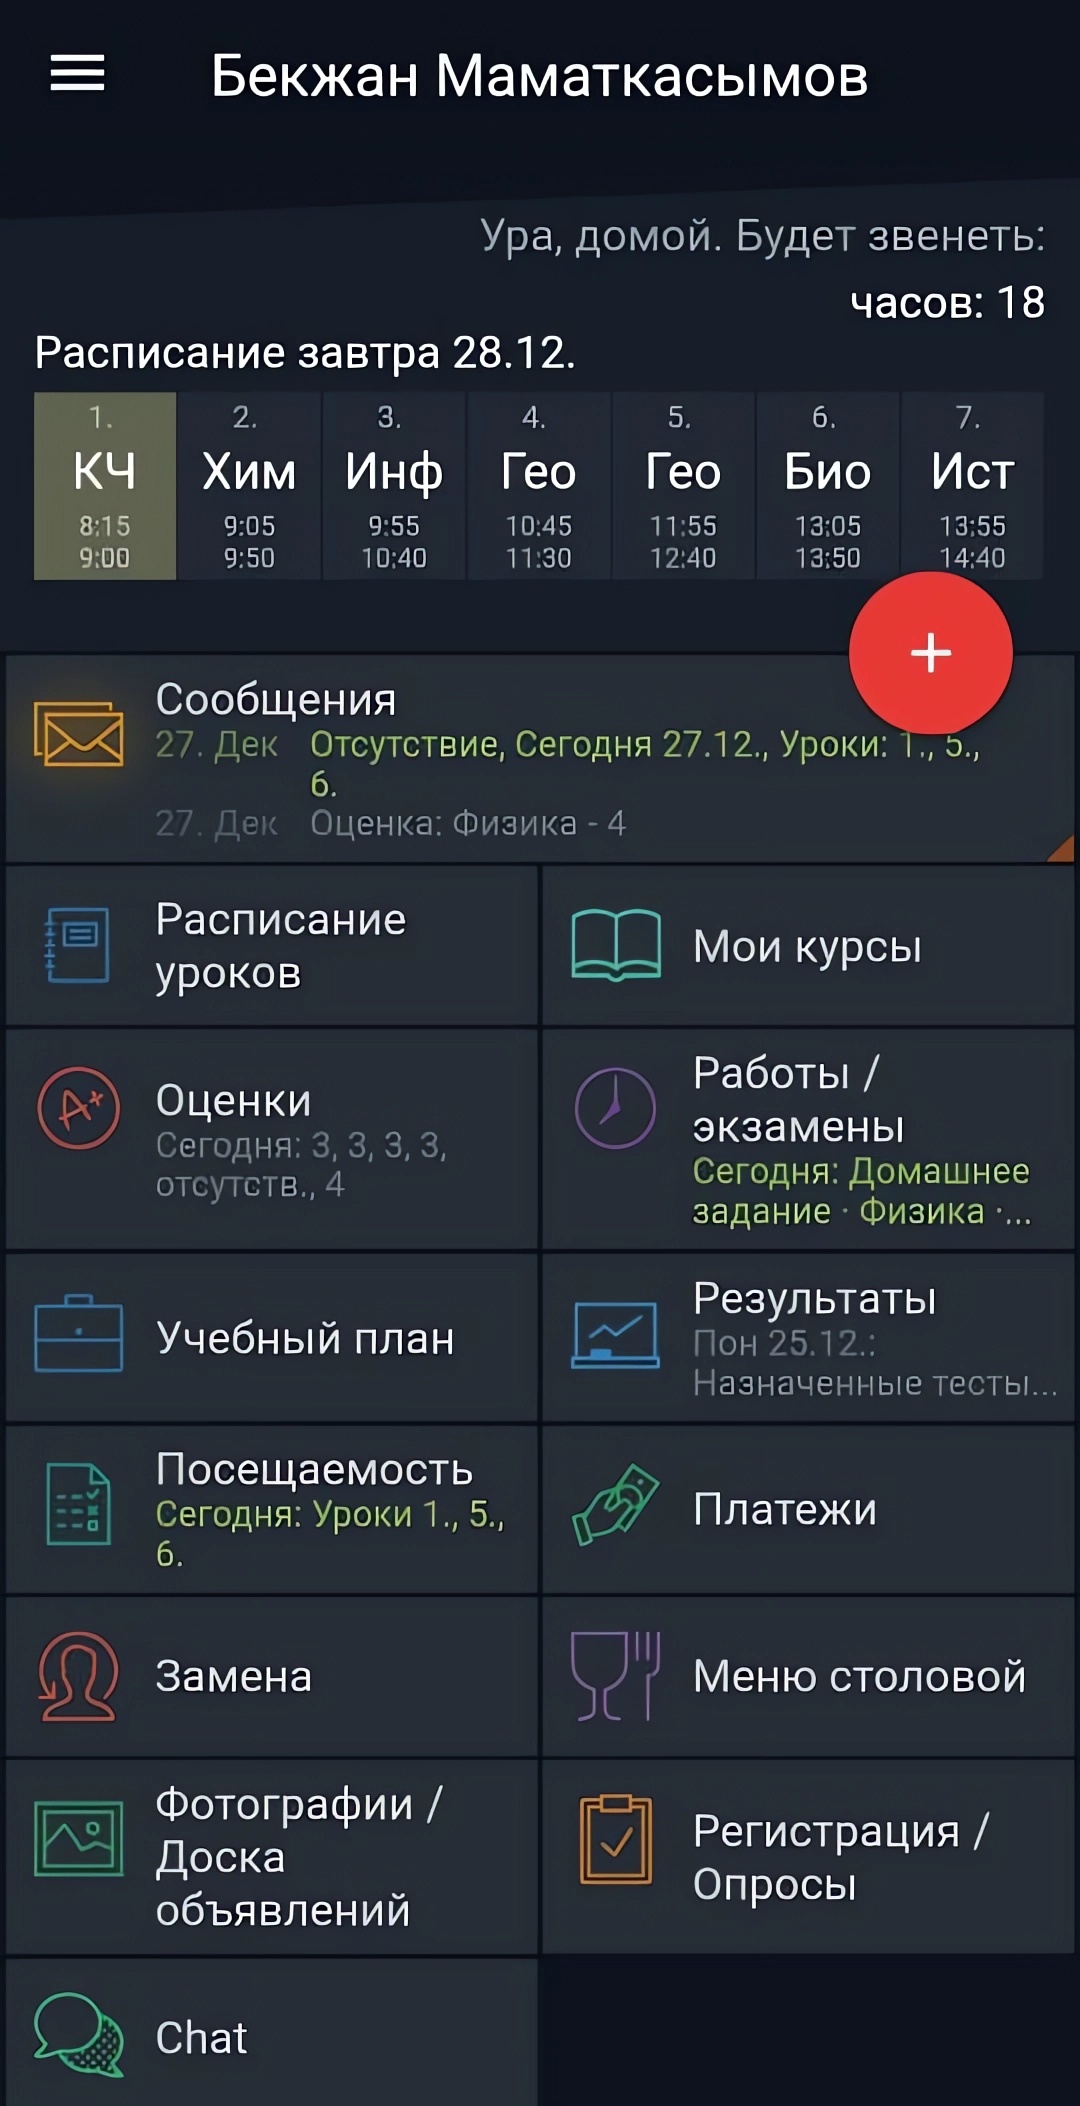 Бекжан Маматкасымов
Ура, домой. Будет звенеть:
часов: 18
Расписание завтра 28.12.
1. 2. 3. 4. 5. 6. 7.
КЧ Хим Инф Гео Гео Био Ист
8:15 9:05 9:55 10:45 11:55 13:05 13:55
9:00 9:50 10:40 11:30 12:40 13:50 14:40
+
Сообщения
27. Дек Отсутствие, Сегодня 27.12., Уроки: 1., 5.,
6.
27. Дек Оценка: Физика - 4
Расписание
уроков
Мои курсы
A+
Оценки
Сегодня: 3, 3, 3, 3,
отсутств., 4
Работы /
экзамены
Сегодня: Домашнее
задание · Физика ·...
Учебный план
Результаты
Пон 25.12.:
Назначенные тесты...
Посещаемость
Сегодня: Уроки 1., 5.,
6.
Платежи
Замена
Меню столовой
Фотографии /
Доска
объявлений
Регистрация /
Опросы
Chat